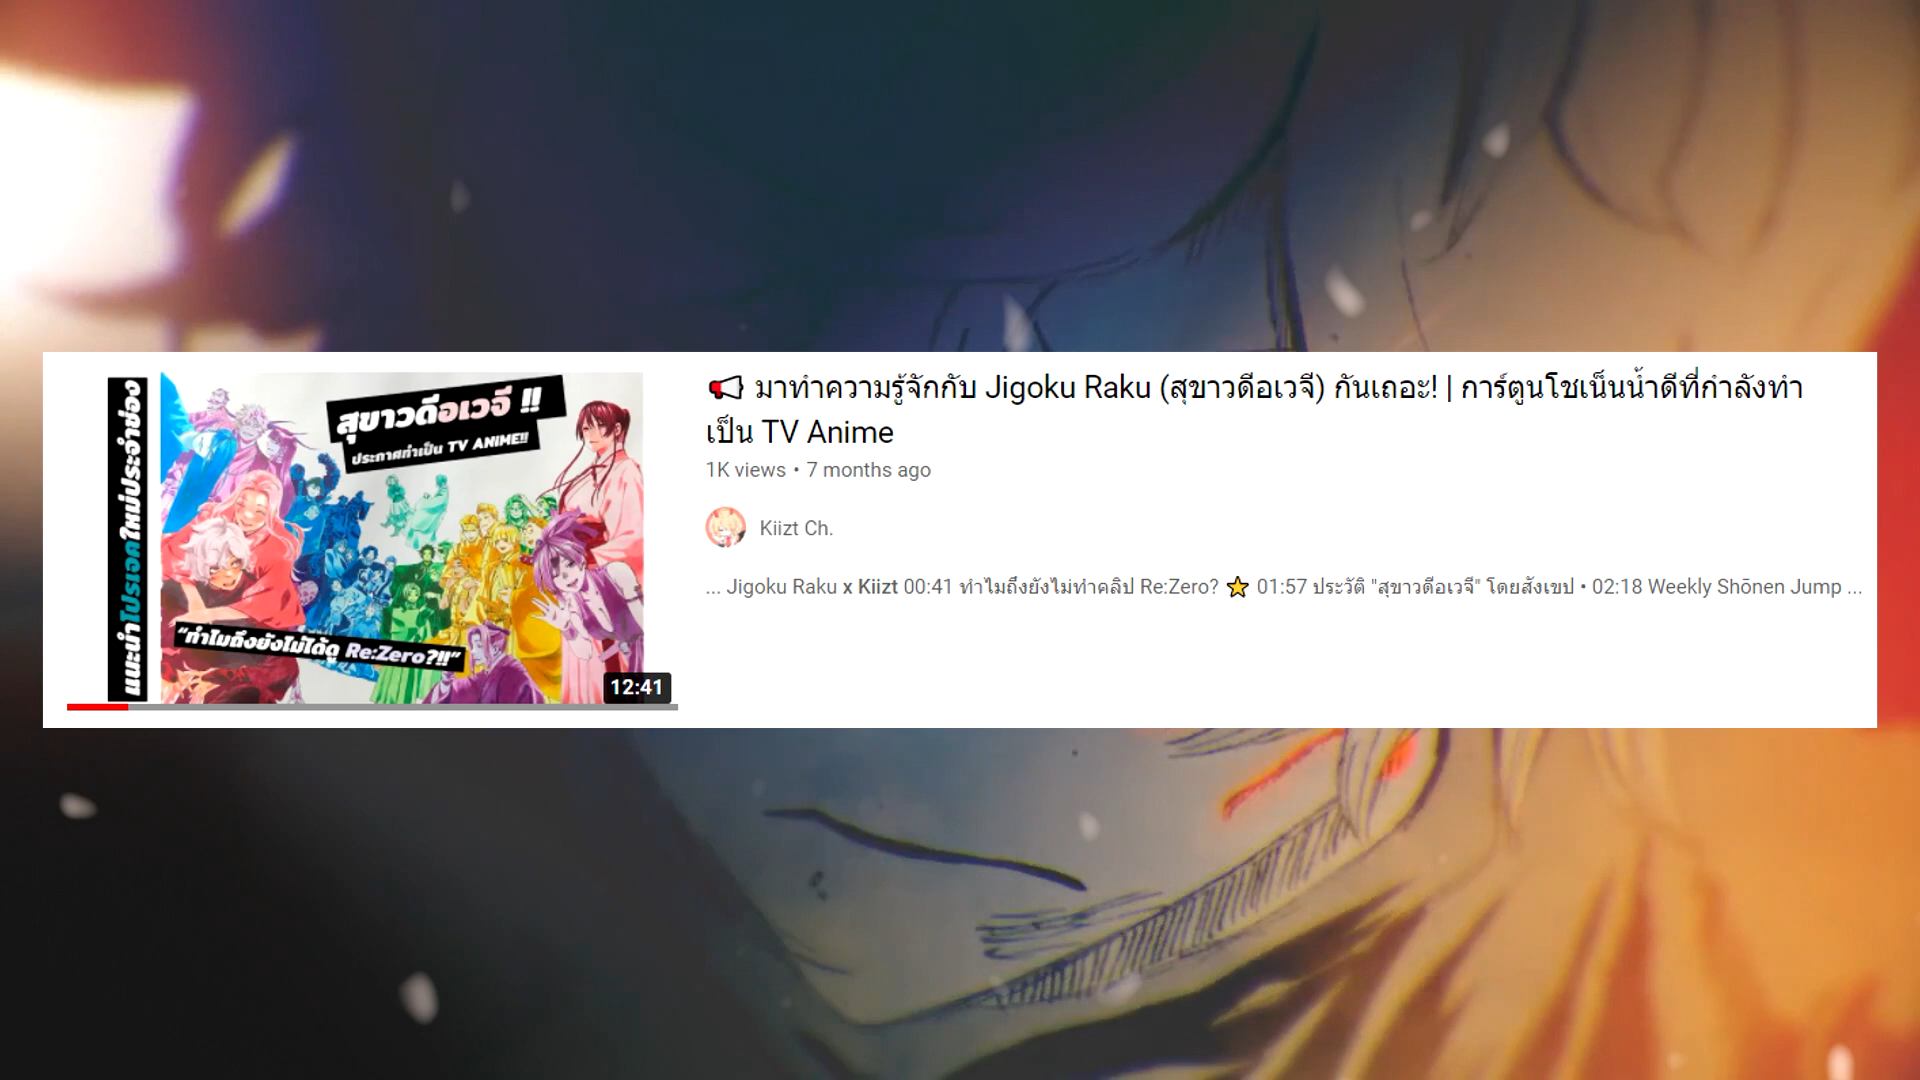 แนะนำโปรเจคใหม่ประจำช่อง
สุขาวดีอเวจี !!
ประกาศทำเป็น TV ANIME!!
"ทำไมถึงยังไม่ได้ดู Re:Zero?!!"
12:41
📢 มาทำความรู้จักกับ Jigoku Raku (สุขาวดีอเวจี) กันเถอะ! | การ์ตูนโชเน็นน้ำดีที่กำลังทำ
เป็น TV Anime
1K views • 7 months ago
Kiizt Ch.
... Jigoku Raku x Kiizt 00:41 ทำไมถึงยังไม่ทำคลิป Re:Zero? ⭐ 01:57 ประวัติ "สุขาวดีอเวจี" โดยสังเขป • 02:18 Weekly Shōnen Jump ...